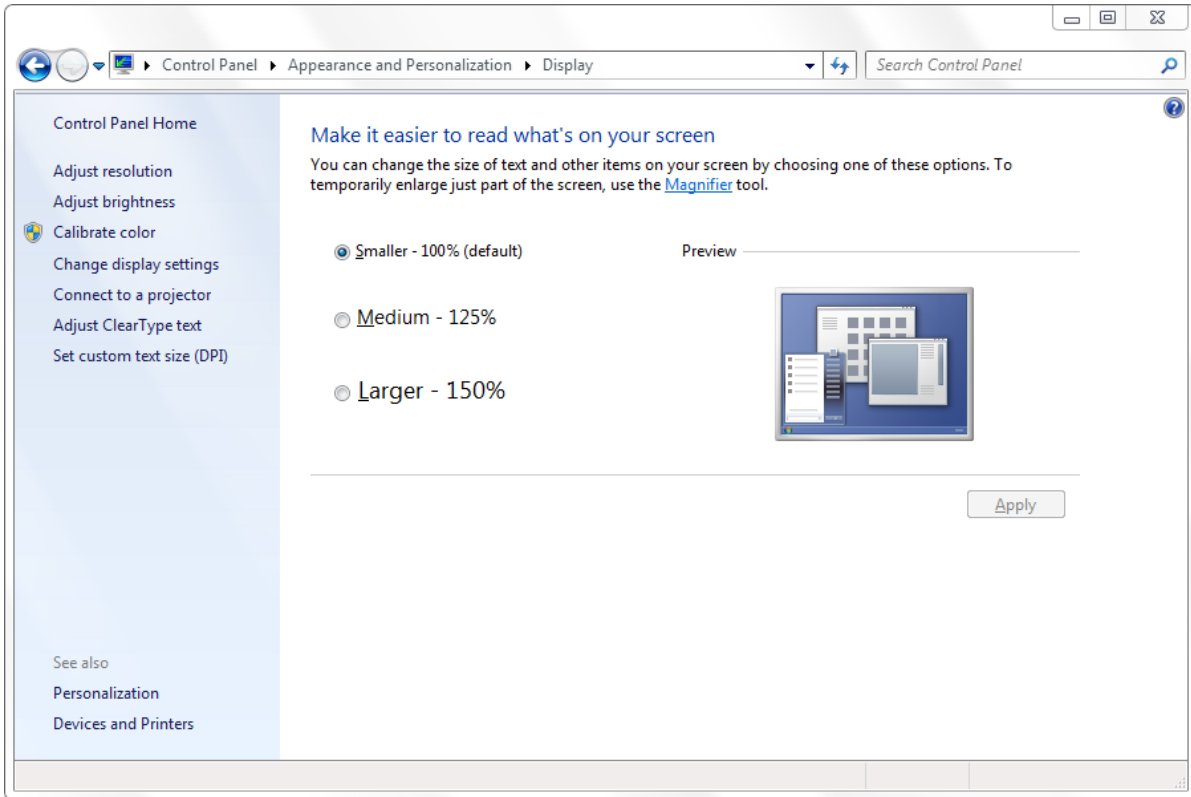 Control Panel Appearance and Personalization Display
Search Control Panel
Control Panel Home
Adjust resolution
Adjust brightness
Calibrate color
Change display settings
Connect to a projector
Adjust ClearType text
Set custom text size (DPI)
See also
Personalization
Devices and Printers
Make it easier to read what's on your screen
You can change the size of text and other items on your screen by choosing one of these options. To
temporarily enlarge just part of the screen, use the Magnifier tool.
Smaller - 100% (default)
Preview
Medium - 125%
Larger - 150%
Apply